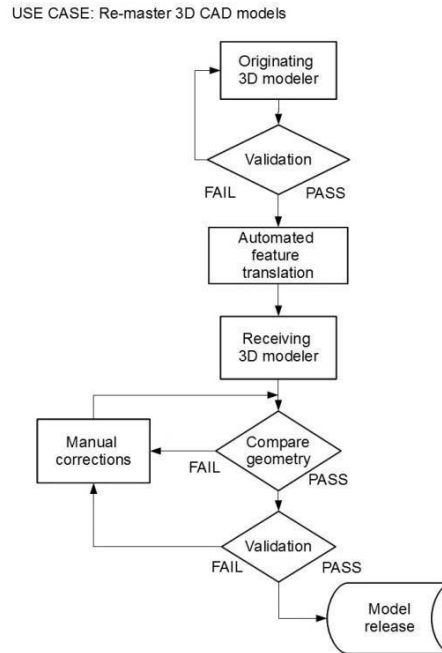 USE CASE: Re-master 3D CAD models
Originating
3D modeler
Validation
FAIL
PASS
Automated
feature
translation
Receiving
3D modeler
Manual
corrections
Compare
geometry
FAIL
PASS
Validation
FAIL
PASS
Model
release